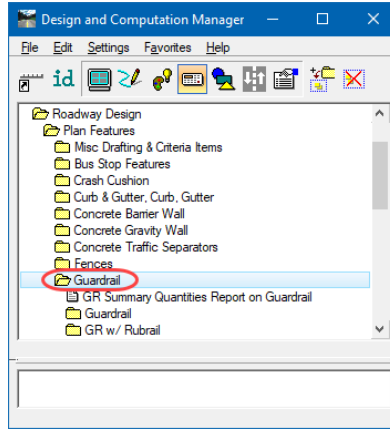 Design and Computation Manager
File Edit Settings Favorites Help
id
Roadway Design
Plan Features
Misc Drafting & Criteria Items
Bus Stop Features
Crash Cushion
Curb & Gutter, Curb, Gutter
Concrete Barrier Wall
Concrete Gravity Wall
Concrete Traffic Separators
Fences
Guardrail
GR Summary Quantities Report on Guardrail
Guardrail
GR w/ Rubrail